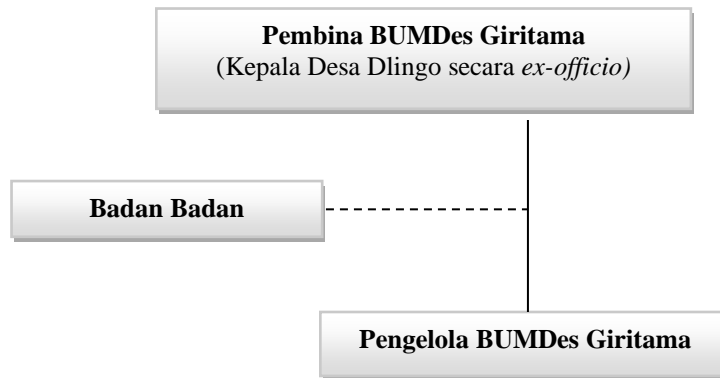 Pembina BUMDes Giritama
(Kepala Desa Dlingo secara ex-officio)
Badan Badan
Pengelola BUMDes Giritama